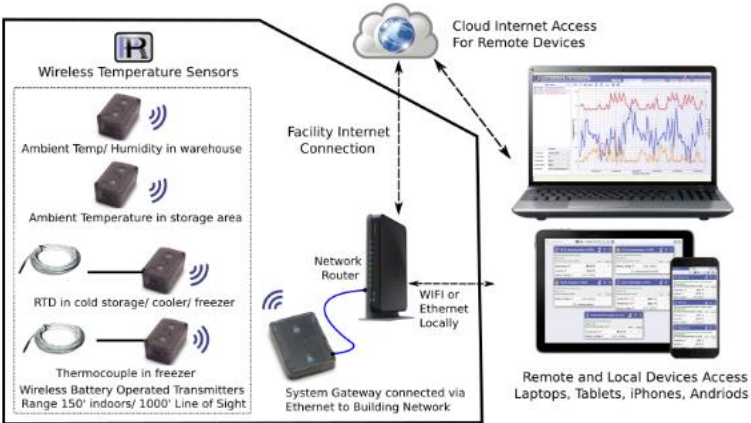 Wireless Temperature Sensors
Ambient Temp/ Humidity in warehouse
Ambient Temperature in storage area
RTD in cold storage/ cooler/ freezer
Thermocouple in freezer
Wireless Battery Operated Transmitters
Range 150' indoors/ 1000' Line of Sight
Cloud Internet Access
For Remote Devices
Facility Internet
Connection
Network
Router
WIFI or
Ethernet
Locally
System Gateway connected via
Ethernet to Building Network
Remote and Local Devices Access
Laptops, Tablets, iPhones, Andriods